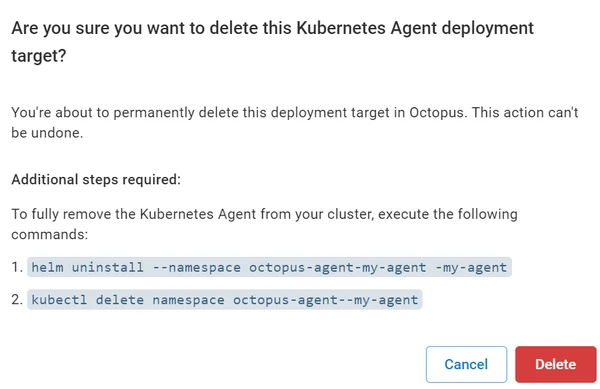 Are you sure you want to delete this Kubernetes Agent deployment
target?
You're about to permanently delete this deployment target in Octopus. This action can't
be undone.
Additional steps required:
To fully remove the Kubernetes Agent from your cluster, execute the following
commands:
1. helm uninstall --namespace octopus-agent-my-agent -my-agent
2. kubectl delete namespace octopus-agent--my-agent
Cancel Delete